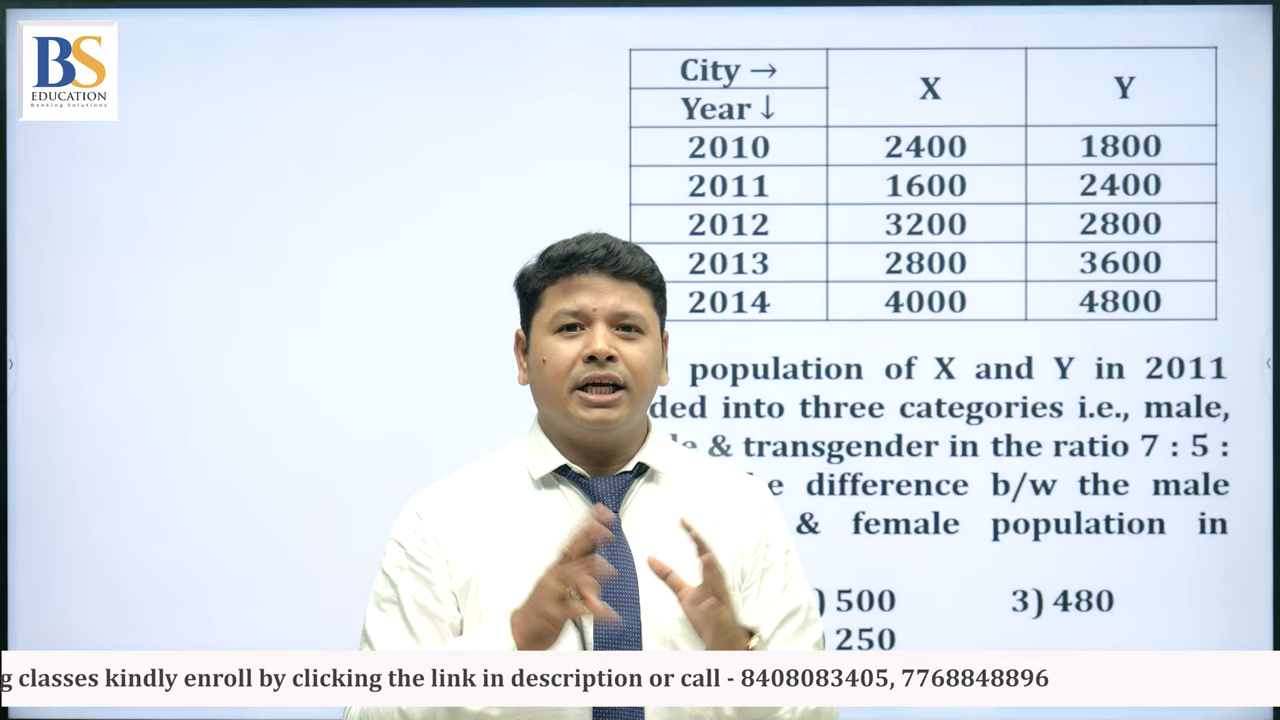 BS
EDUCATION
Banking Solutions
City → X Y
Year ↓
2010 2400 1800
2011 1600 2400
2012 3200 2800
2013 2800 3600
2014 4000 4800
population of X and Y in 2011
ded into three categories i.e., male,
le & transgender in the ratio 7 : 5 :
e difference b/w the male
& female population in
) 500 3) 480
250
g classes kindly enroll by clicking the link in description or call - 8408083405, 7768848896